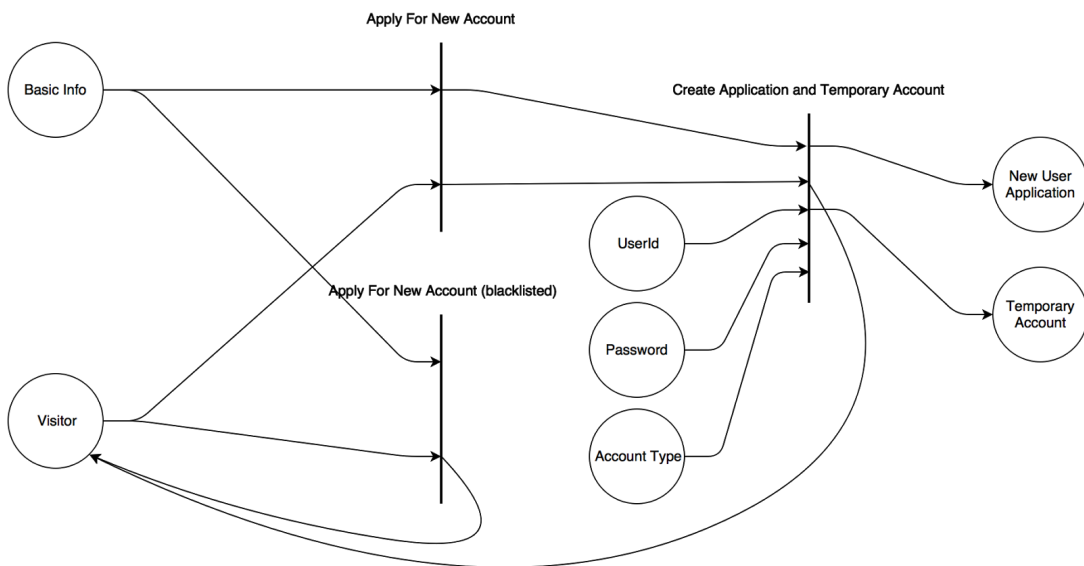 Apply For New Account
Basic Info
Create Application and Temporary Account
New User
Application
UserId
Apply For New Account (blacklisted)
Temporary
Account
Password
Visitor
Account Type